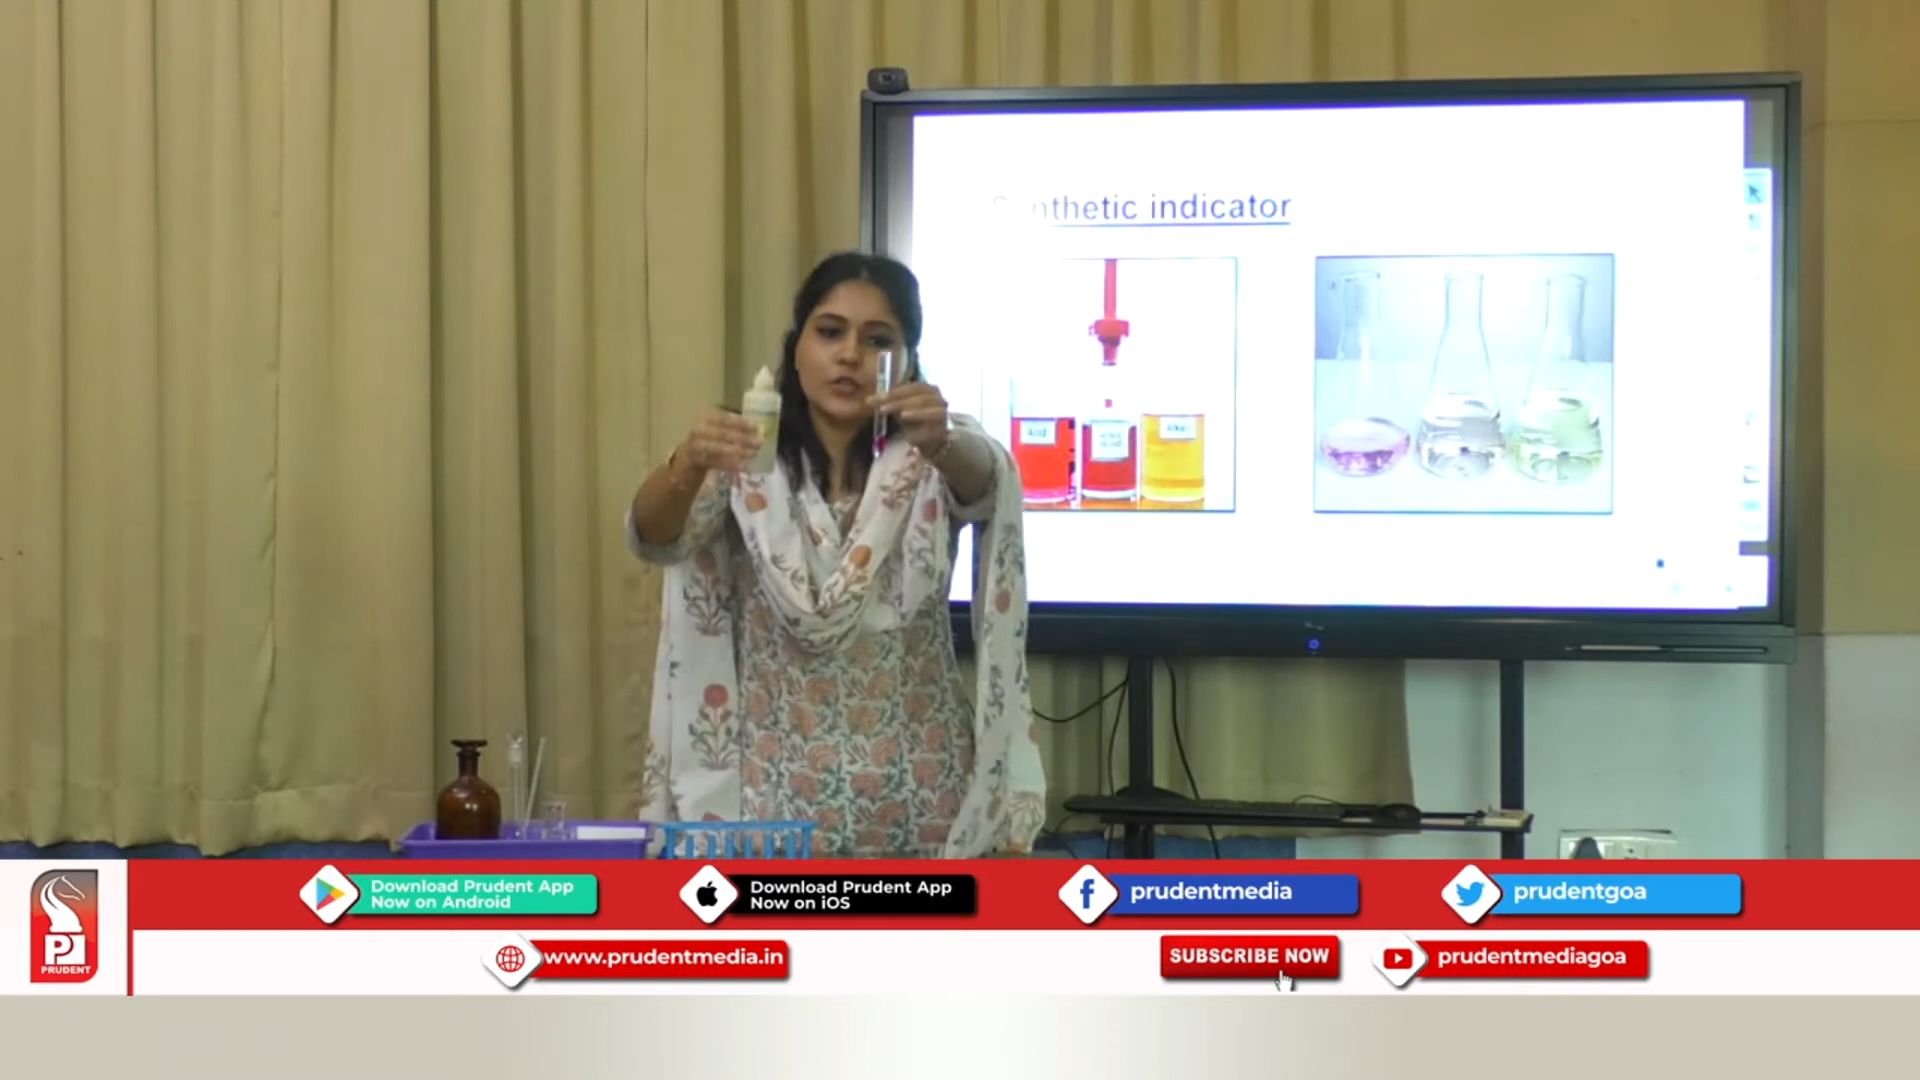 nthetic indicator
Acid
Download Prudent App
Now on Android
Download Prudent App
Now on iOS
prudentmedia
prudentgoa
PRUDENT
www.prudentmedia.in
SUBSCRIBE NOW
prudentmediagoa